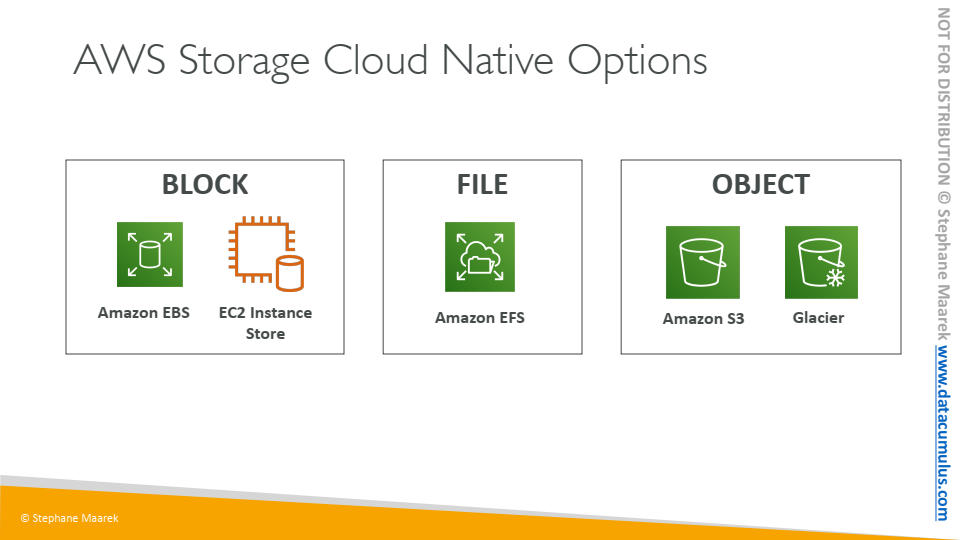 AWS Storage Cloud Native Options
BLOCK
Amazon EBS
EC2 Instance
Store
FILE
Amazon EFS
OBJECT
Amazon S3
Glacier
NOT FOR DISTRIBUTION © Stephane Maarek www.datacumulus.com
© Stephane Maarek